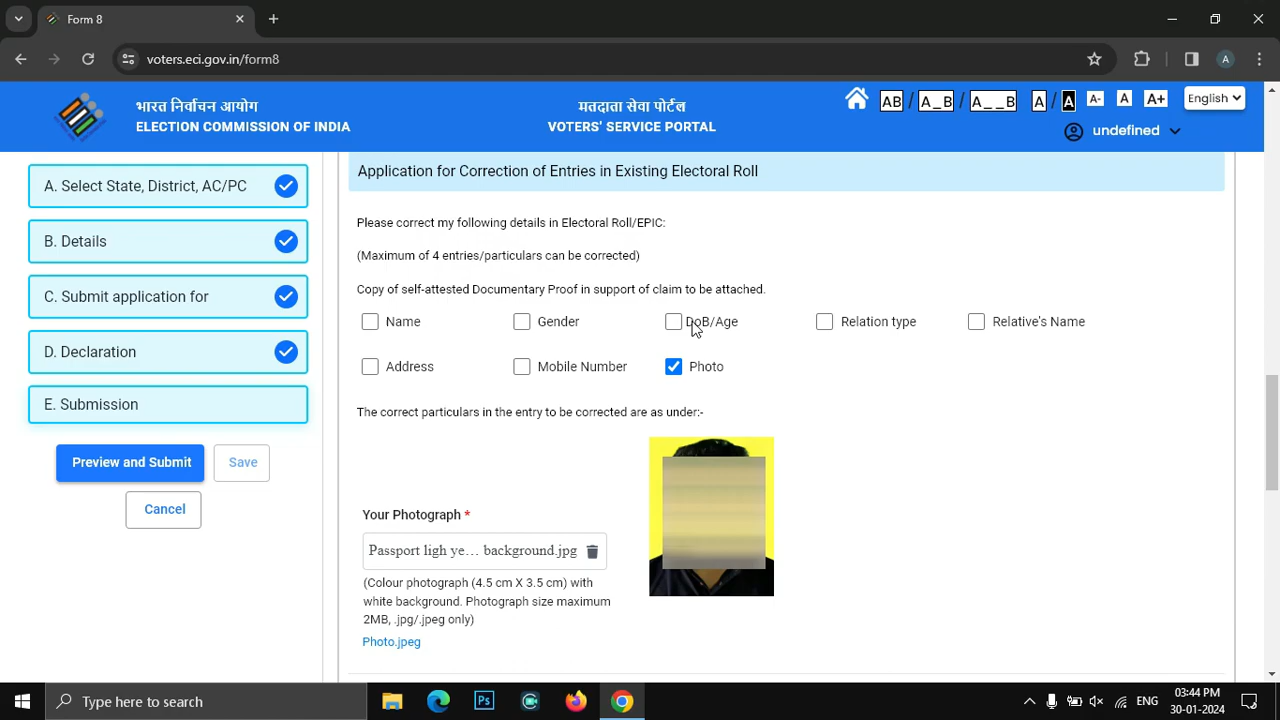 Form 8
voters.eci.gov.in/form8
A
भारत निर्वाचन आयोग
ELECTION COMMISSION OF INDIA
मतदाता सेवा पोर्टल
VOTERS' SERVICE PORTAL
AB / A_B / A__B A / A A- A A+ English
undefined
A. Select State, District, AC/PC
B. Details
C. Submit application for
D. Declaration
E. Submission
Preview and Submit
Save
Cancel
Application for Correction of Entries in Existing Electoral Roll
Please correct my following details in Electoral Roll/EPIC:
(Maximum of 4 entries/particulars can be corrected)
Copy of self-attested Documentary Proof in support of claim to be attached.
Name Gender DoB/Age Relation type Relative's Name
Address Mobile Number Photo
The correct particulars in the entry to be corrected are as under:-
Your Photograph *
Passport ligh ye... background.jpg
(Colour photograph (4.5 cm X 3.5 cm) with
white background. Photograph size maximum
2MB, .jpg/.jpeg only)
Photo.jpeg
Type here to search
Ps
ENG
03:44 PM
30-01-2024